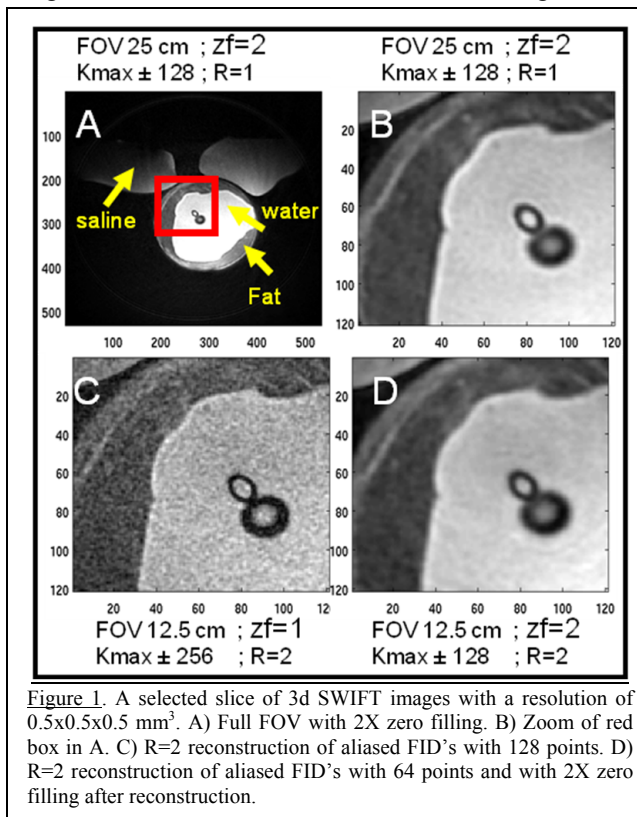 FOV 25 cm ; zf=2
Kmax ± 128 ; R=1
FOV 25 cm ; zf=2
Kmax ± 128 ; R=1
A
saline
water
Fat
100
200
300
400
500
100 200 300 400 500
B
20
40
60
80
100
120
20 40 60 80 100 120
C
20
40
60
80
100
120
20 40 60 80 100 12
D
20
40
60
80
100
120
20 40 60 80 100 120
FOV 12.5 cm ; zf=1
Kmax ± 256 ; R=2
FOV 12.5 cm ; zf=2
Kmax ± 128 ; R=2
Figure 1. A selected slice of 3d SWIFT images with a resolution of
0.5x0.5x0.5 mm³. A) Full FOV with 2X zero filling. B) Zoom of red
box in A. C) R=2 reconstruction of aliased FID's with 128 points. D)
R=2 reconstruction of aliased FID's with 64 points and with 2X zero
filling after reconstruction.